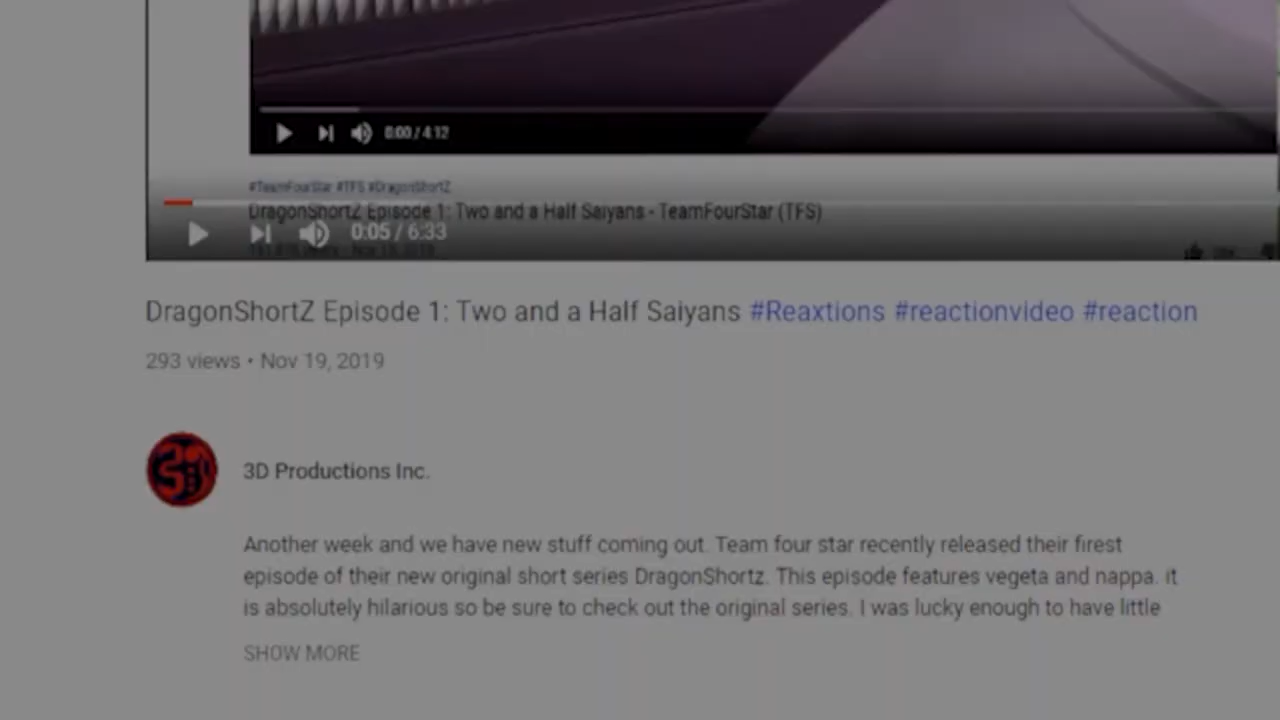 0:00 / 4:12
#TeamFourStar #TFS #DragonShortZ
DragonShortZ Episode 1: Two and a Half Saiyans - TeamFourStar (TFS)
0:05 / 6:33
DragonShortZ Episode 1: Two and a Half Saiyans #Reaxtions #reactionvideo #reaction
293 views • Nov 19, 2019
3D Productions Inc.
Another week and we have new stuff coming out. Team four star recently released their firest
episode of their new original short series DragonShortz. This episode features vegeta and nappa. it
is absolutely hilarious so be sure to check out the original series. I was lucky enough to have little
SHOW MORE